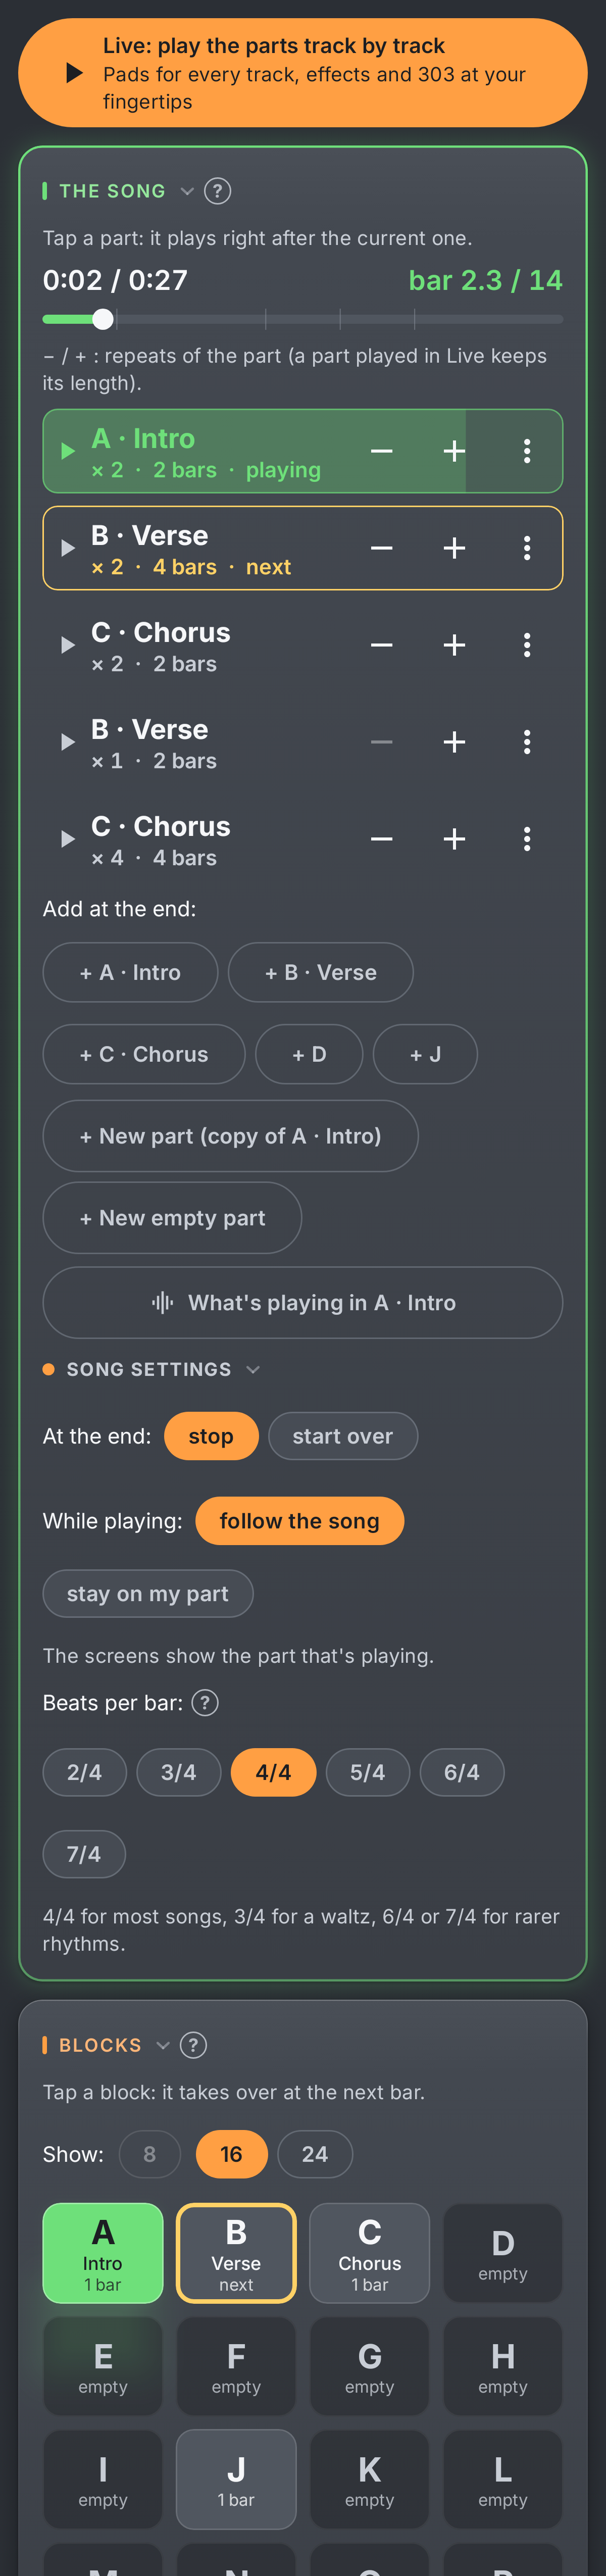 Live: play the parts track by track
Pads for every track, effects and 303 at your
fingertips
THE SONG ?
Tap a part: it plays right after the current one.
0:02 / 0:27 bar 2.3 / 14
− / + : repeats of the part (a part played in Live keeps
its length).
A · Intro
× 2 · 2 bars · playing
B · Verse
× 2 · 4 bars · next
C · Chorus
× 2 · 2 bars
B · Verse
× 1 · 2 bars
C · Chorus
× 4 · 4 bars
Add at the end:
+ A · Intro + B · Verse
+ C · Chorus + D + J
+ New part (copy of A · Intro)
+ New empty part
What's playing in A · Intro
SONG SETTINGS
At the end: stop start over
While playing: follow the song
stay on my part
The screens show the part that's playing.
Beats per bar: ?
2/4 3/4 4/4 5/4 6/4
7/4
4/4 for most songs, 3/4 for a waltz, 6/4 or 7/4 for rarer
rhythms.
BLOCKS ?
Tap a block: it takes over at the next bar.
Show: 8 16 24
A B C D
Intro Verse Chorus empty
1 bar next 1 bar
E F G H
empty empty empty empty
I J K L
empty 1 bar empty empty